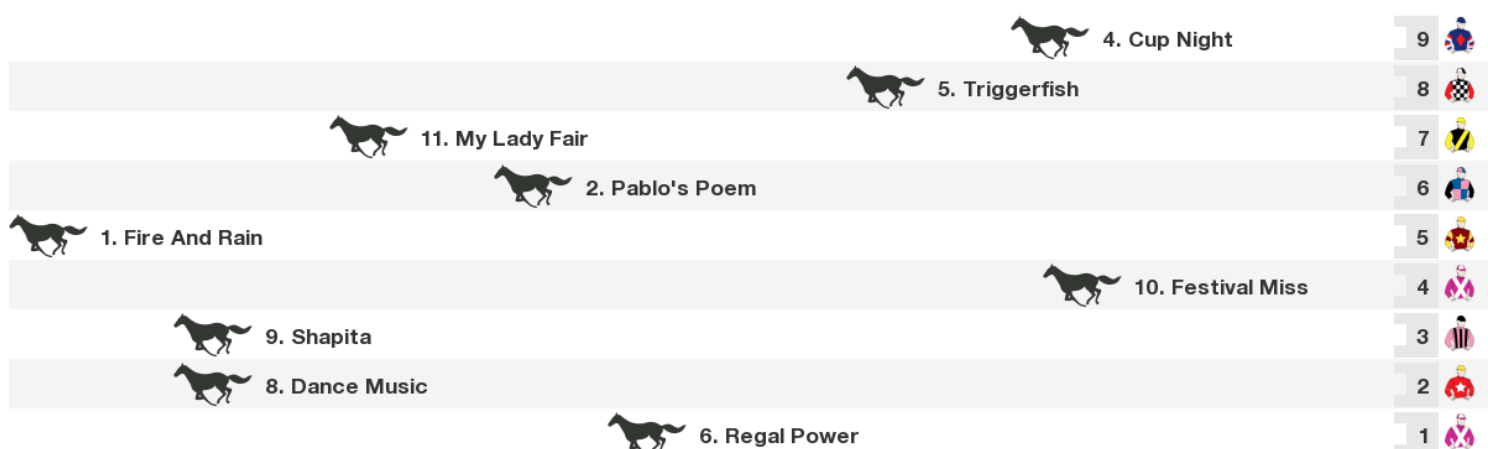 4. Cup Night 9
5. Triggerfish 8
11. My Lady Fair 7
2. Pablo's Poem 6
1. Fire And Rain 5
10. Festival Miss 4
9. Shapita 3
8. Dance Music 2
6. Regal Power 1